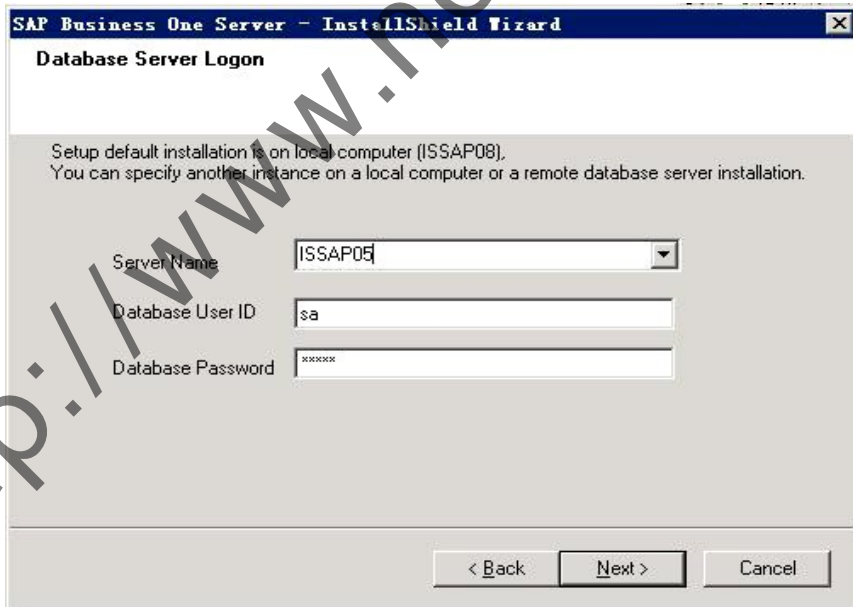 SAP Business One Server - InstallShield Wizard
Database Server Logon
Setup default installation is on local computer (ISSAP08),
You can specify another instance on a local computer or a remote database server installation.
Server Name
ISSAP05
Database User ID
sa
Database Password
*****
< Back
Next >
Cancel